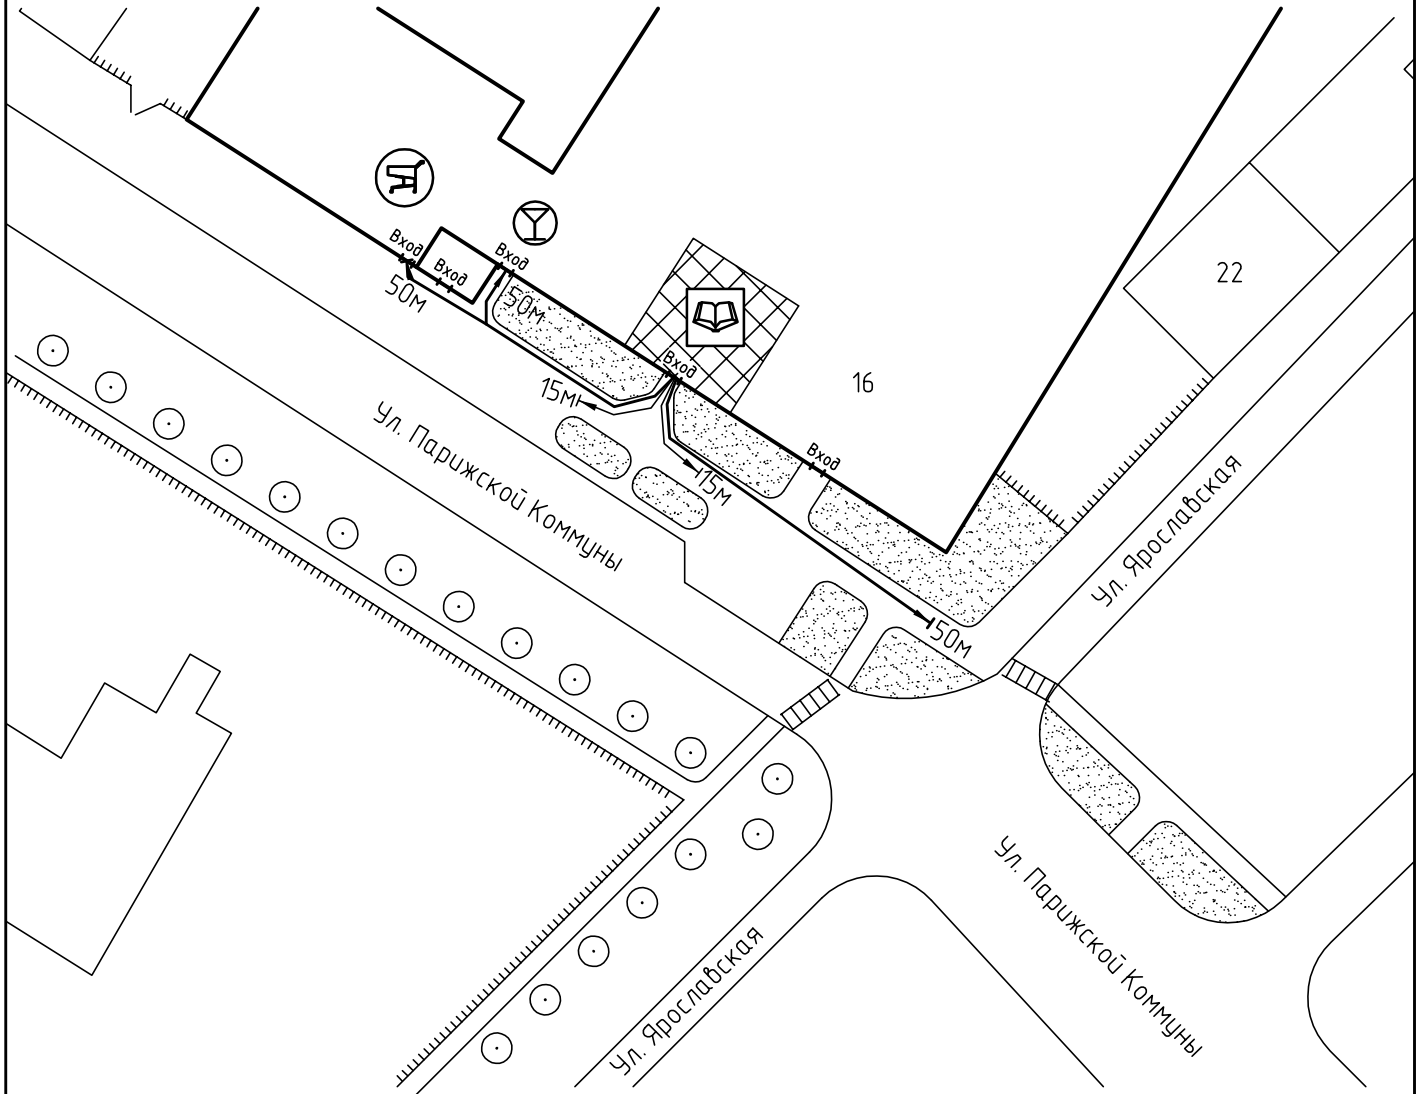 Вход
Вход
Вход
50м
50м
22
Вход
15м
16
Ул. Парижской Коммуны
Вход
15м
Ул. Ярославская
50м
Ул. Парижской Коммуны
Ул. Ярославская